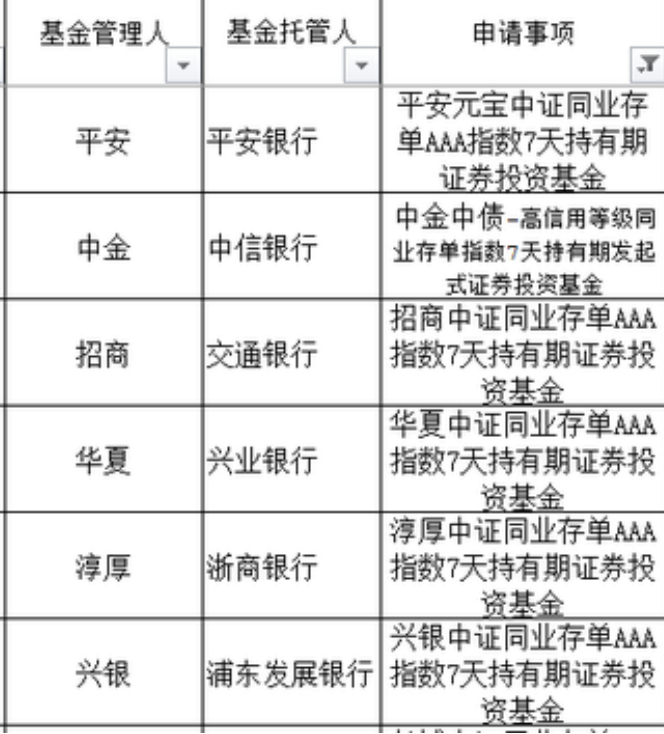 基金管理人
基金托管人
申请事项
平安
平安银行
平安元宝中证同业存
单AAA指数7天持有期
证券投资基金
中金
中信银行
中金中债-高信用等级同
业存单指数7天持有期发起
式证券投资基金
招商
交通银行
招商中证同业存单AAA
指数7天持有期证券投
资基金
华夏
兴业银行
华夏中证同业存单AAA
指数7天持有期证券投
资基金
淳厚
浙商银行
淳厚中证同业存单AAA
指数7天持有期证券投
资基金
兴银
浦东发展银行
兴银中证同业存单AAA
指数7天持有期证券投
资基金